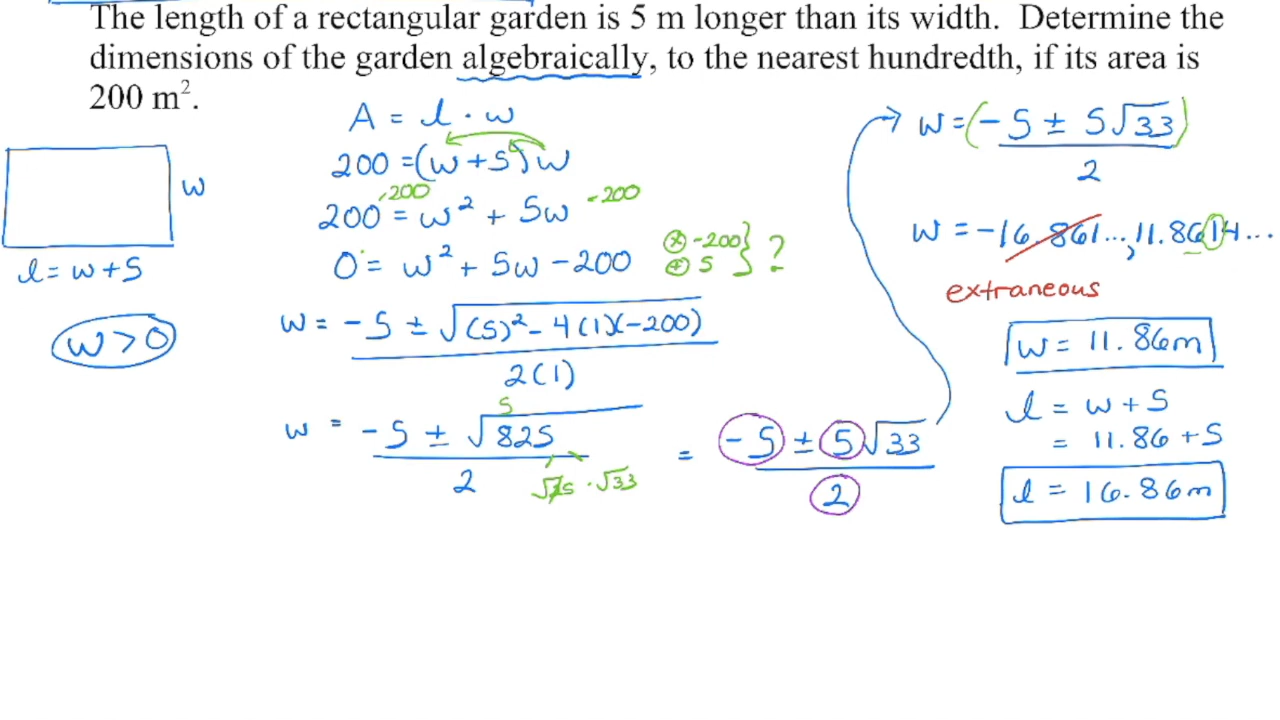 The length of a rectangular garden is 5 m longer than its width. Determine the
dimensions of the garden algebraically, to the nearest hundredth, if its area is
200 m².
A = l · w
200 = (w + 5) w
-200 -200
200 = w² + 5w
0 = w² + 5w - 200
⊗ -200
⊕ 5 } ?
w
l = w + 5
w > 0
w = -5 ± √(5)² - 4(1)(-200)
2(1)
5
w = -5 ± √825
2
√25 · √33
= -5 ± 5√33
2
w = (-5 ± 5√33)
2
w = -16.861..., 11.8614...
extraneous
w = 11.86m
l = w + 5
= 11.86 + 5
l = 16.86m